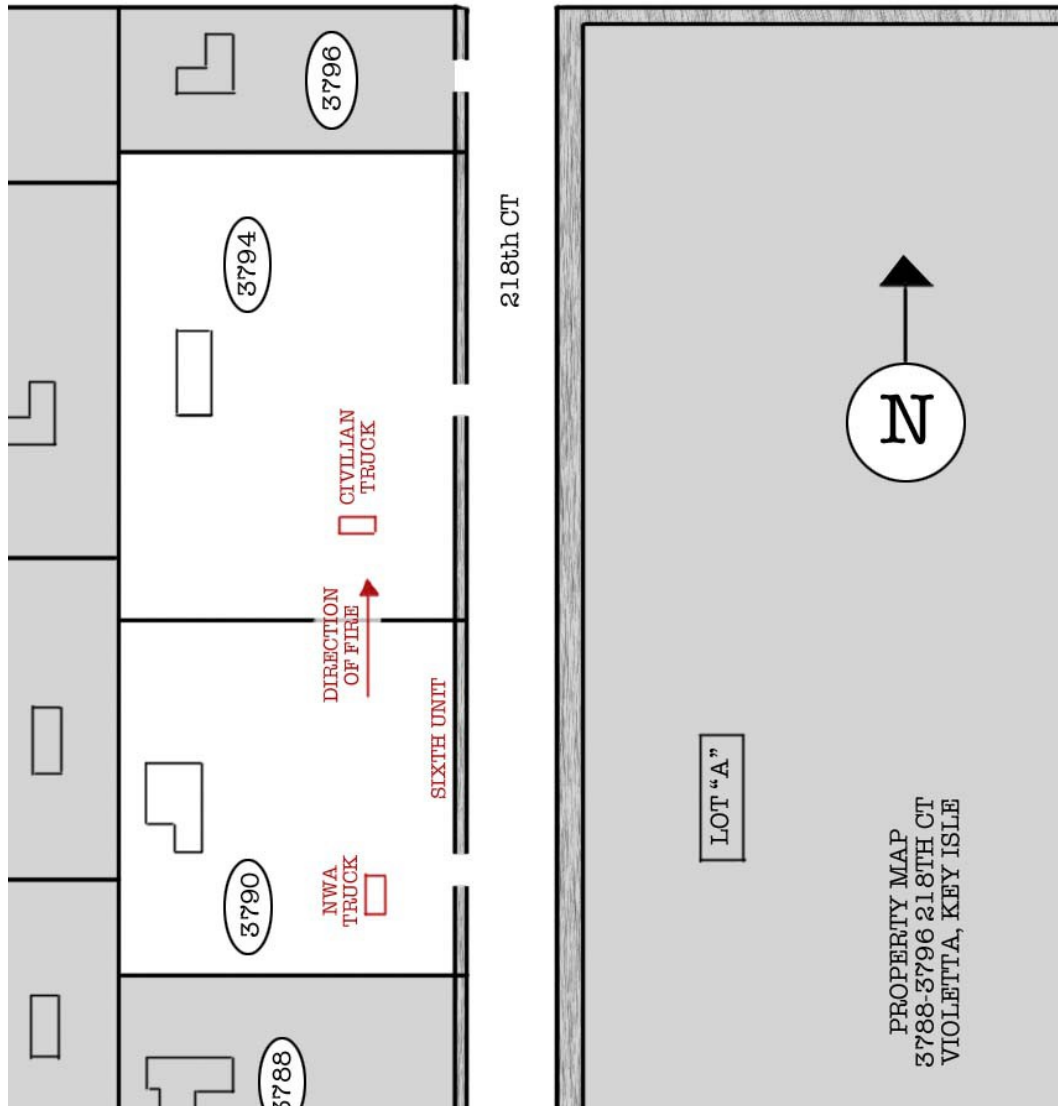 3796
3794
218th CT
CIVILIAN
TRUCK
DIRECTION
OF FIRE
SIXTH UNIT
NWA
TRUCK
3790
3788
N
LOT “A”
PROPERTY MAP
3788-3796 218TH CT
VIOLETTA, KEY ISLE